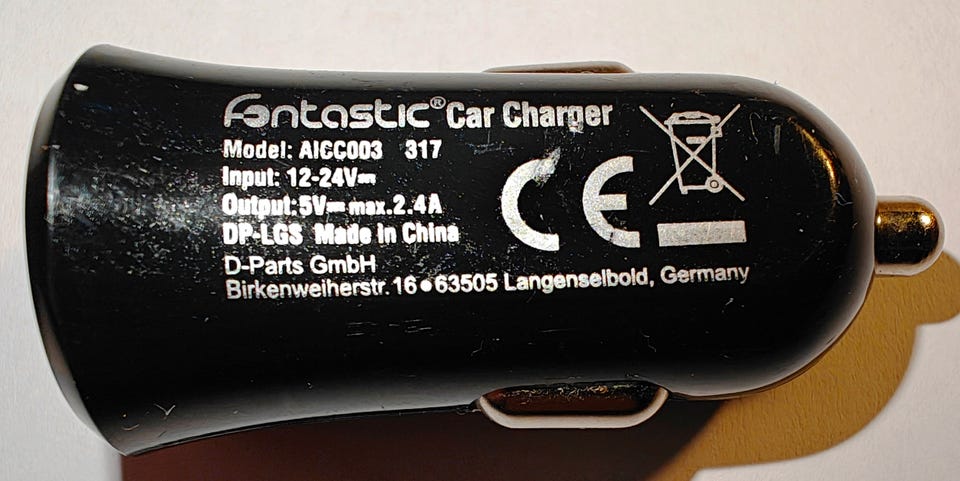 fontastic® Car Charger
Model: AICC003 317
Input: 12-24V⎓
Output:5V⎓max.2.4A
DP-LGS Made in China
D-Parts GmbH
Birkenweiherstr.16•63505 Langenselbold, Germany
CE